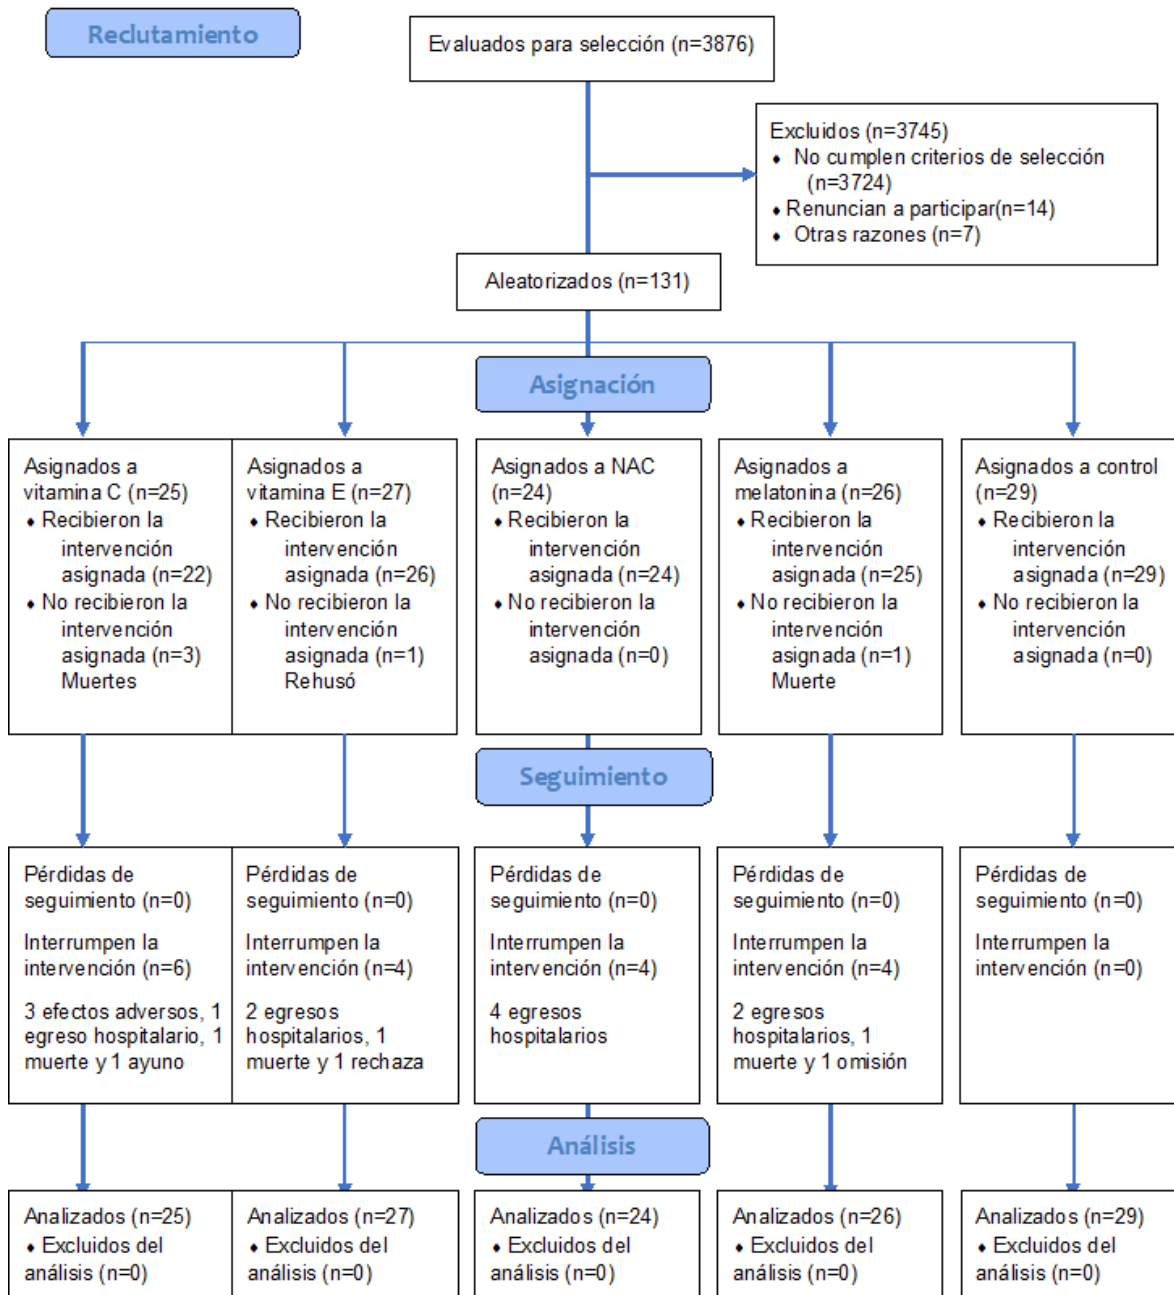 Reclutamiento
Evaluados para selección (n=3876)
Excluidos (n=3745)
♦ No cumplen criterios de selección
(n=3724)
♦ Renuncian a participar(n=14)
♦ Otras razones (n=7)
Aleatorizados (n=131)
Asignación
Asignados a
vitamina C (n=25)
♦ Recibieron la
intervención
asignada (n=22)
♦ No recibieron la
intervención
asignada (n=3)
Muertes
Asignados a
vitamina E (n=27)
♦ Recibieron la
intervención
asignada (n=26)
♦ No recibieron la
intervención
asignada (n=1)
Rehusó
Asignados a NAC
(n=24)
♦ Recibieron la
intervención
asignada (n=24)
♦ No recibieron la
intervención
asignada (n=0)
Asignados a
melatonina (n=26)
♦ Recibieron la
intervención
asignada (n=25)
♦ No recibieron la
intervención
asignada (n=1)
Muerte
Asignados a control
(n=29)
♦ Recibieron la
intervención
asignada (n=29)
♦ No recibieron la
intervención
asignada (n=0)
Seguimiento
Pérdidas de
seguimiento (n=0)
Interrumpen la
intervención (n=6)
3 efectos adversos, 1
egreso hospitalario, 1
muerte y 1 ayuno
Pérdidas de
seguimiento (n=0)
Interrumpen la
intervención (n=4)
2 egresos
hospitalarios, 1
muerte y 1 rechaza
Pérdidas de
seguimiento (n=0)
Interrumpen la
intervención (n=4)
4 egresos
hospitalarios
Pérdidas de
seguimiento (n=0)
Interrumpen la
intervención (n=4)
2 egresos
hospitalarios, 1
muerte y 1 omisión
Pérdidas de
seguimiento (n=0)
Interrumpen la
intervención (n=0)
Análisis
Analizados (n=25)
♦ Excluidos del
análisis (n=0)
Analizados (n=27)
♦ Excluidos del
análisis (n=0)
Analizados (n=24)
♦ Excluidos del
análisis (n=0)
Analizados (n=26)
♦ Excluidos del
análisis (n=0)
Analizados (n=29)
♦ Excluidos del
análisis (n=0)